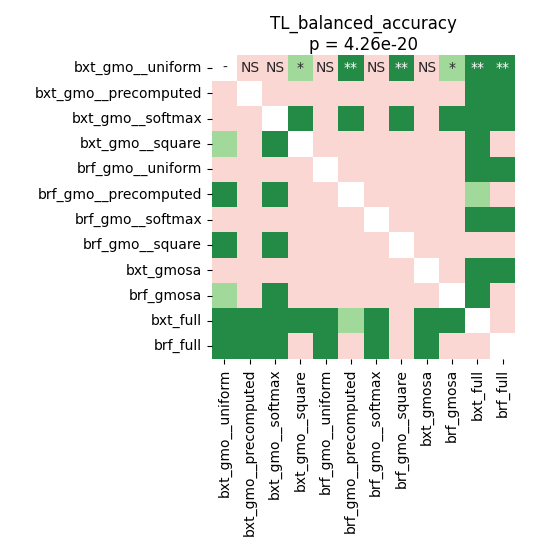 TL_balanced_accuracy
p = 4.26e-20
bxt_gmo__uniform - NS NS * NS ** NS ** NS * ** **
bxt_gmo__precomputed
bxt_gmo__softmax
bxt_gmo__square
brf_gmo__uniform
brf_gmo__precomputed
brf_gmo__softmax
brf_gmo__square
bxt_gmosa
brf_gmosa
bxt_full
brf_full
bxt_gmo__uniform
bxt_gmo__precomputed
bxt_gmo__softmax
bxt_gmo__square
brf_gmo__uniform
brf_gmo__precomputed
brf_gmo__softmax
brf_gmo__square
bxt_gmosa
brf_gmosa
bxt_full
brf_full